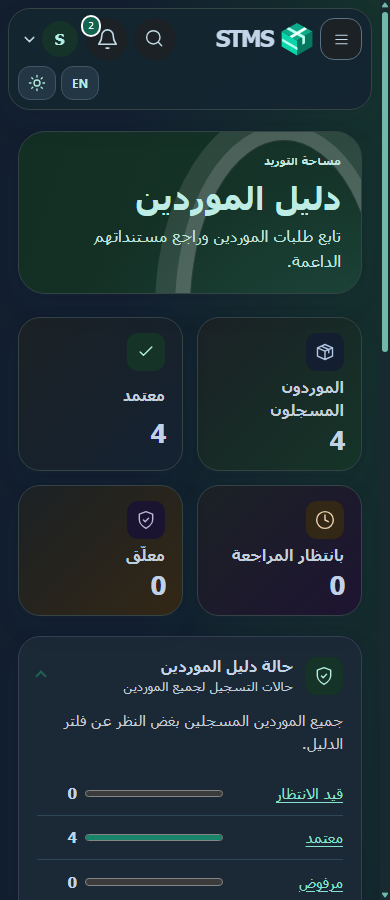 STMS
2
S
EN
مساحة التوريد
دليل الموردين
تابع طلبات الموردين وراجع مستنداتهم
الداعمة.
الموردون
المسجلون
4
معتمد
4
بانتظار المراجعة
0
معلّق
0
حالة دليل الموردين
حالات التسجيل لجميع الموردين
جميع الموردين المسجلين بغض النظر عن فلتر
الدليل.
قيد الانتظار 0
معتمد 4
مرفوض 0